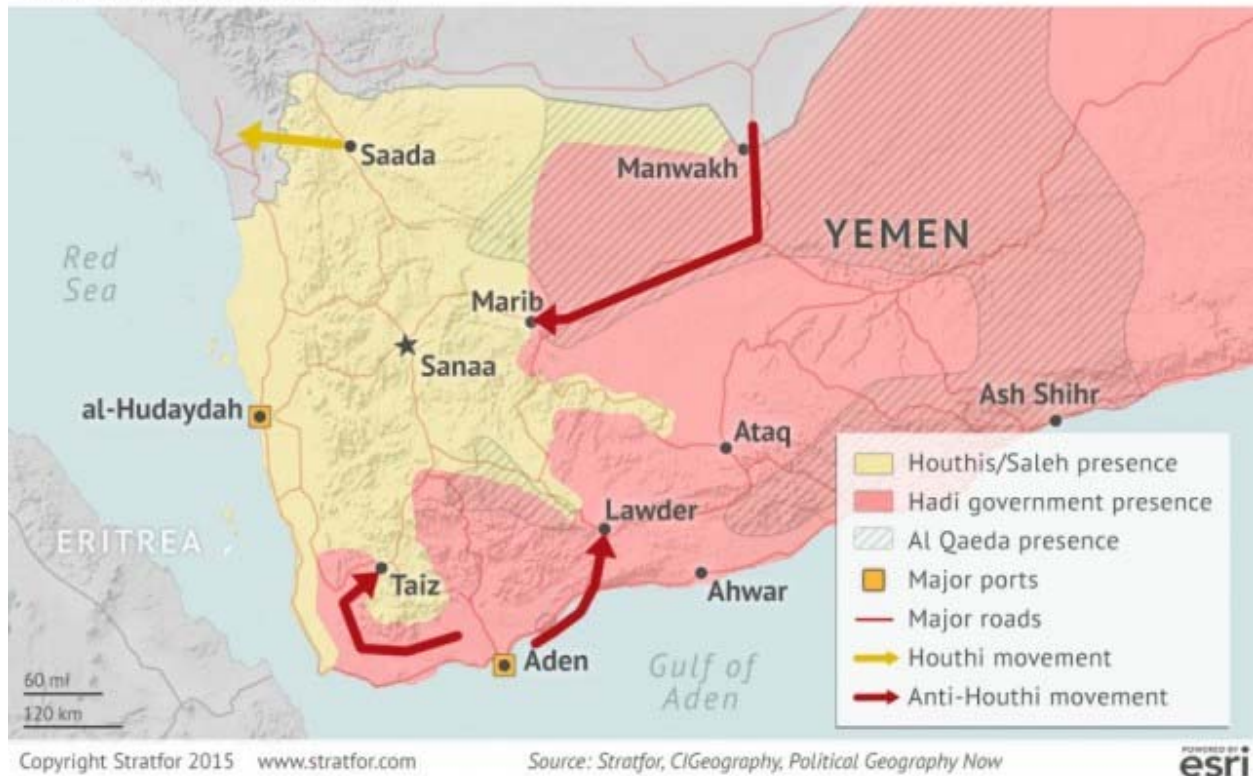 Saada
Manwakh
YEMEN
Red
Sea
Marib
Sanaa
al-Hudaydah
Ash Shihr
Ataq
Lawder
ERITREA
Taiz
Ahwar
Aden
Gulf of
Aden
Houthis/Saleh presence
Hadi government presence
Al Qaeda presence
Major ports
Major roads
Houthi movement
Anti-Houthi movement
60 mi
120 km
Copyright Stratfor 2015 www.stratfor.com
Source: Stratfor, CIGeography, Political Geography Now
POWERED BY
esri